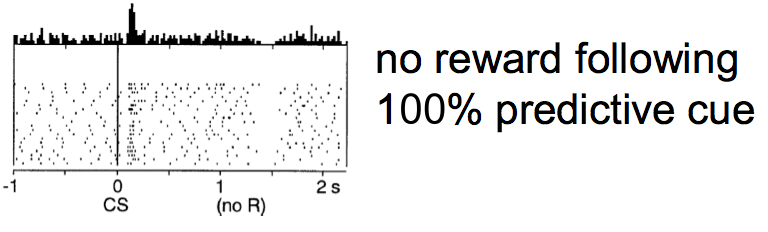 no reward following
100% predictive cue
-1 0 1 2 s
CS (no R)